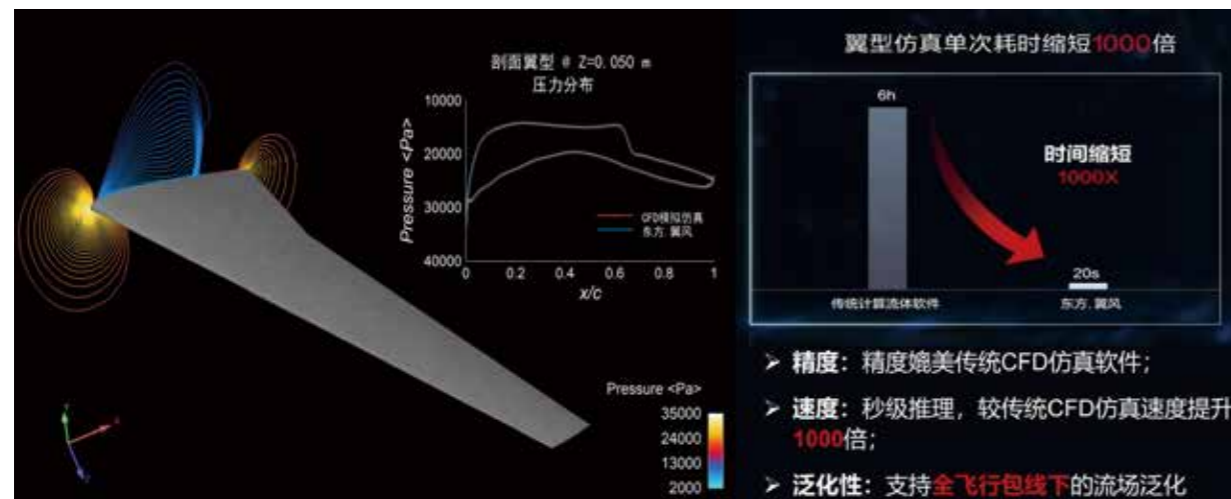 剖面翼型 # Z=0.050 m
压力分布
10000
20000
30000
40000
Pressure <Pa>
CFD模拟仿真
东方.翼风
0
0.2
0.4
0.6
0.8
1
x/c
Pressure <Pa>
35000
24000
13000
2000
翼型仿真单次耗时缩短1000倍
6h
时间缩短
1000X
20s
传统计算流体软件
东方.翼风
➢ 精度：精度媲美传统CFD仿真软件；
➢ 速度：秒级推理，较传统CFD仿真速度提升
1000倍；
➢ 泛化性：支持全飞行包线下的流场泛化